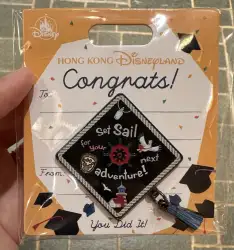 Disney
HONG KONG DISNEYLAND
Congrats!
To:
Set Sail
for your next
adventure!
From:
You Did It!